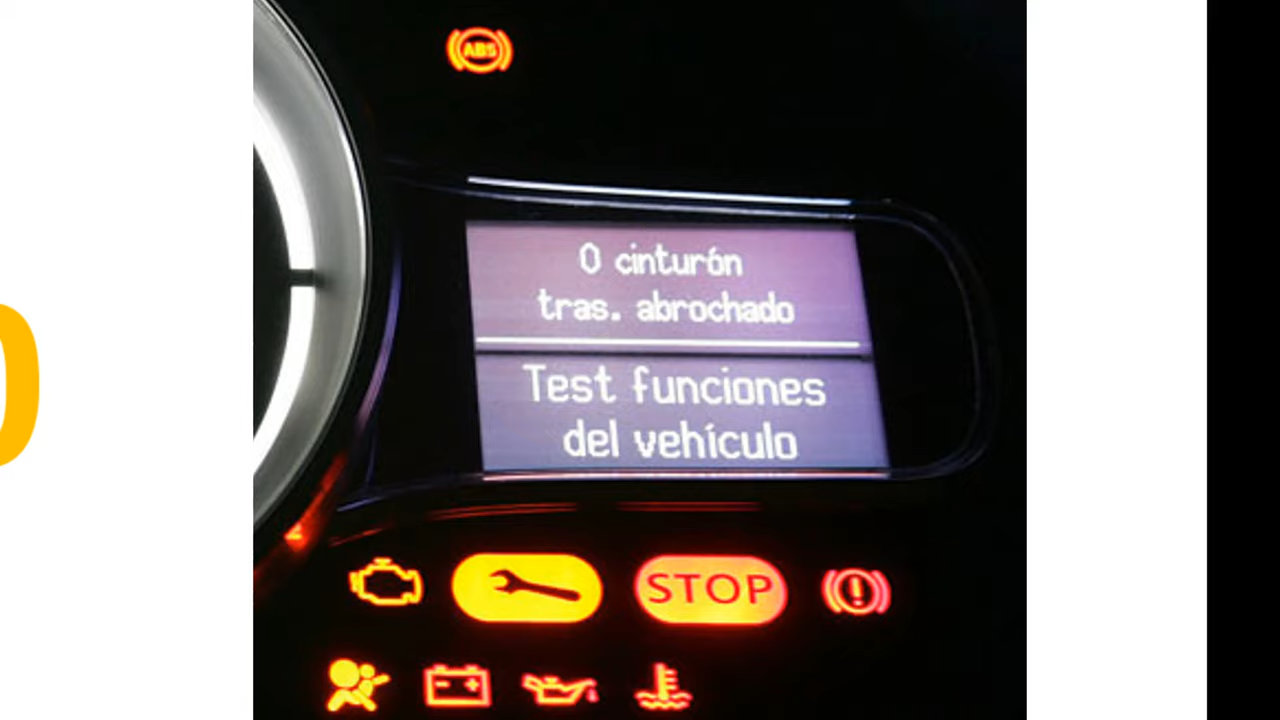 ABS
0 cinturón
tras. abrochado
Test funciones
del vehículo
STOP